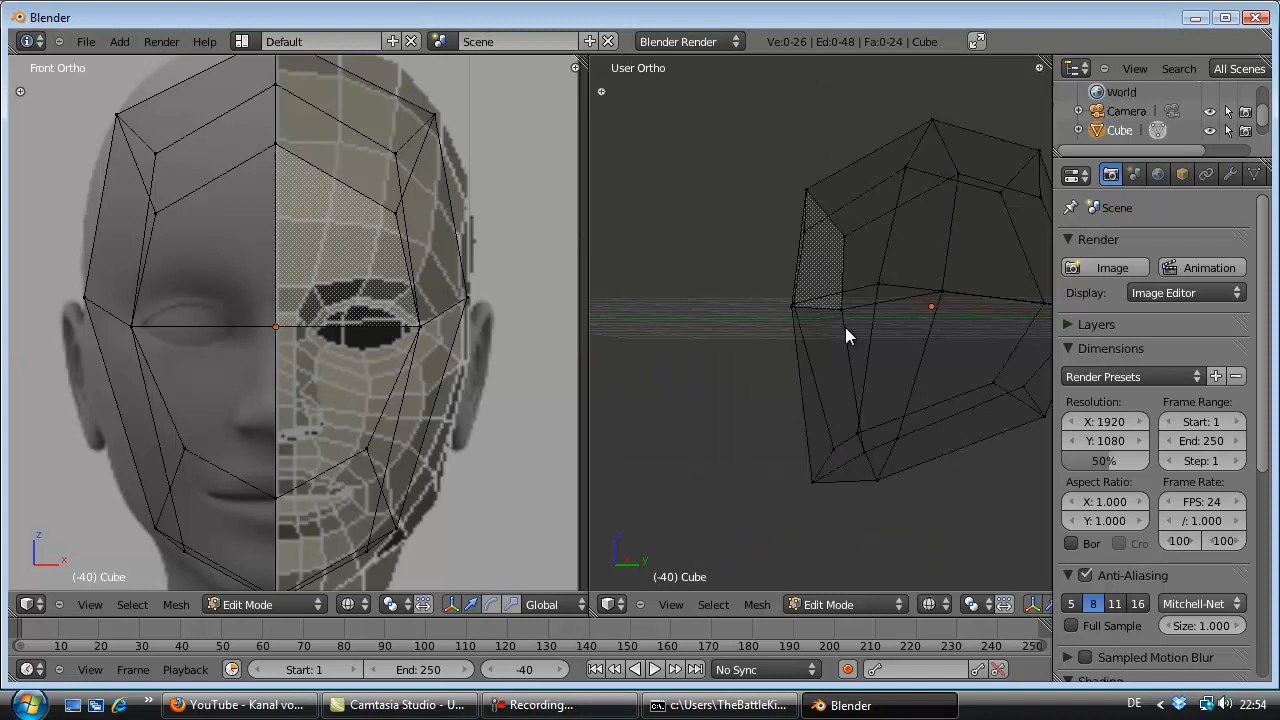 Blender
File Add Render Help Default Scene Blender Render Ve:0-26 | Ed:0-48 | Fa:0-24 | Cube
Front Ortho
User Ortho
View Search All Scenes
World
Camera
Cube
Scene
Render
Image Animation
Display: Image Editor
Layers
Dimensions
Render Presets
Resolution: Frame Range:
X: 1920 Start: 1
Y: 1080 End: 250
50% Step: 1
Aspect Ratio: Frame Rate:
X: 1.000 FPS: 24
Y: 1.000 /: 1.000
Bor Cro 100 100
Anti-Aliasing
5 8 11 16 Mitchell-Net
Full Sample Size: 1.000
Sampled Motion Blur
z
x
z
y
(-40) Cube
(-40) Cube
View Select Mesh Edit Mode Global
View Select Mesh Edit Mode
10 20 30 40 50 60 70 80 90 100 110 120 130 140 150 160 170 180 190 200 210 220 230 240 250
View Frame Playback Start: 1 End: 250 -40 No Sync
YouTube - Kanal vo... Camtasia Studio - U... Recording... c:\Users\TheBattleKi... Blender DE 22:54